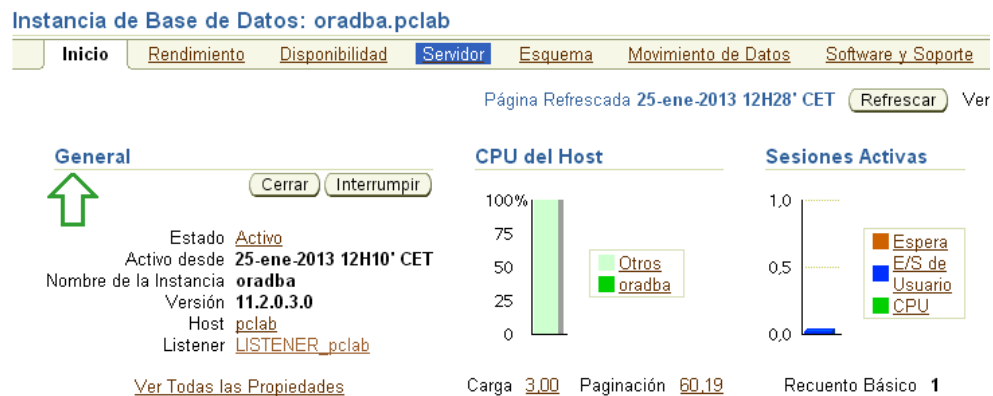 Instancia de Base de Datos: oradba.pclab
Inicio Rendimiento Disponibilidad Servidor Esquema Movimiento de Datos Software y Soporte
Página Refrescada 25-ene-2013 12H28' CET Refrescar Ver
General
Cerrar Interrumpir
Estado Activo
Activo desde 25-ene-2013 12H10' CET
Nombre de la Instancia oradba
Versión 11.2.0.3.0
Host pclab
Listener LISTENER_pclab
Ver Todas las Propiedades
CPU del Host
100%
75
50
25
0
Otros
oradba
Carga 3,00 Paginación 60,19
Sesiones Activas
1,0
0,5
0,0
Espera
E/S de
Usuario
CPU
Recuento Básico 1